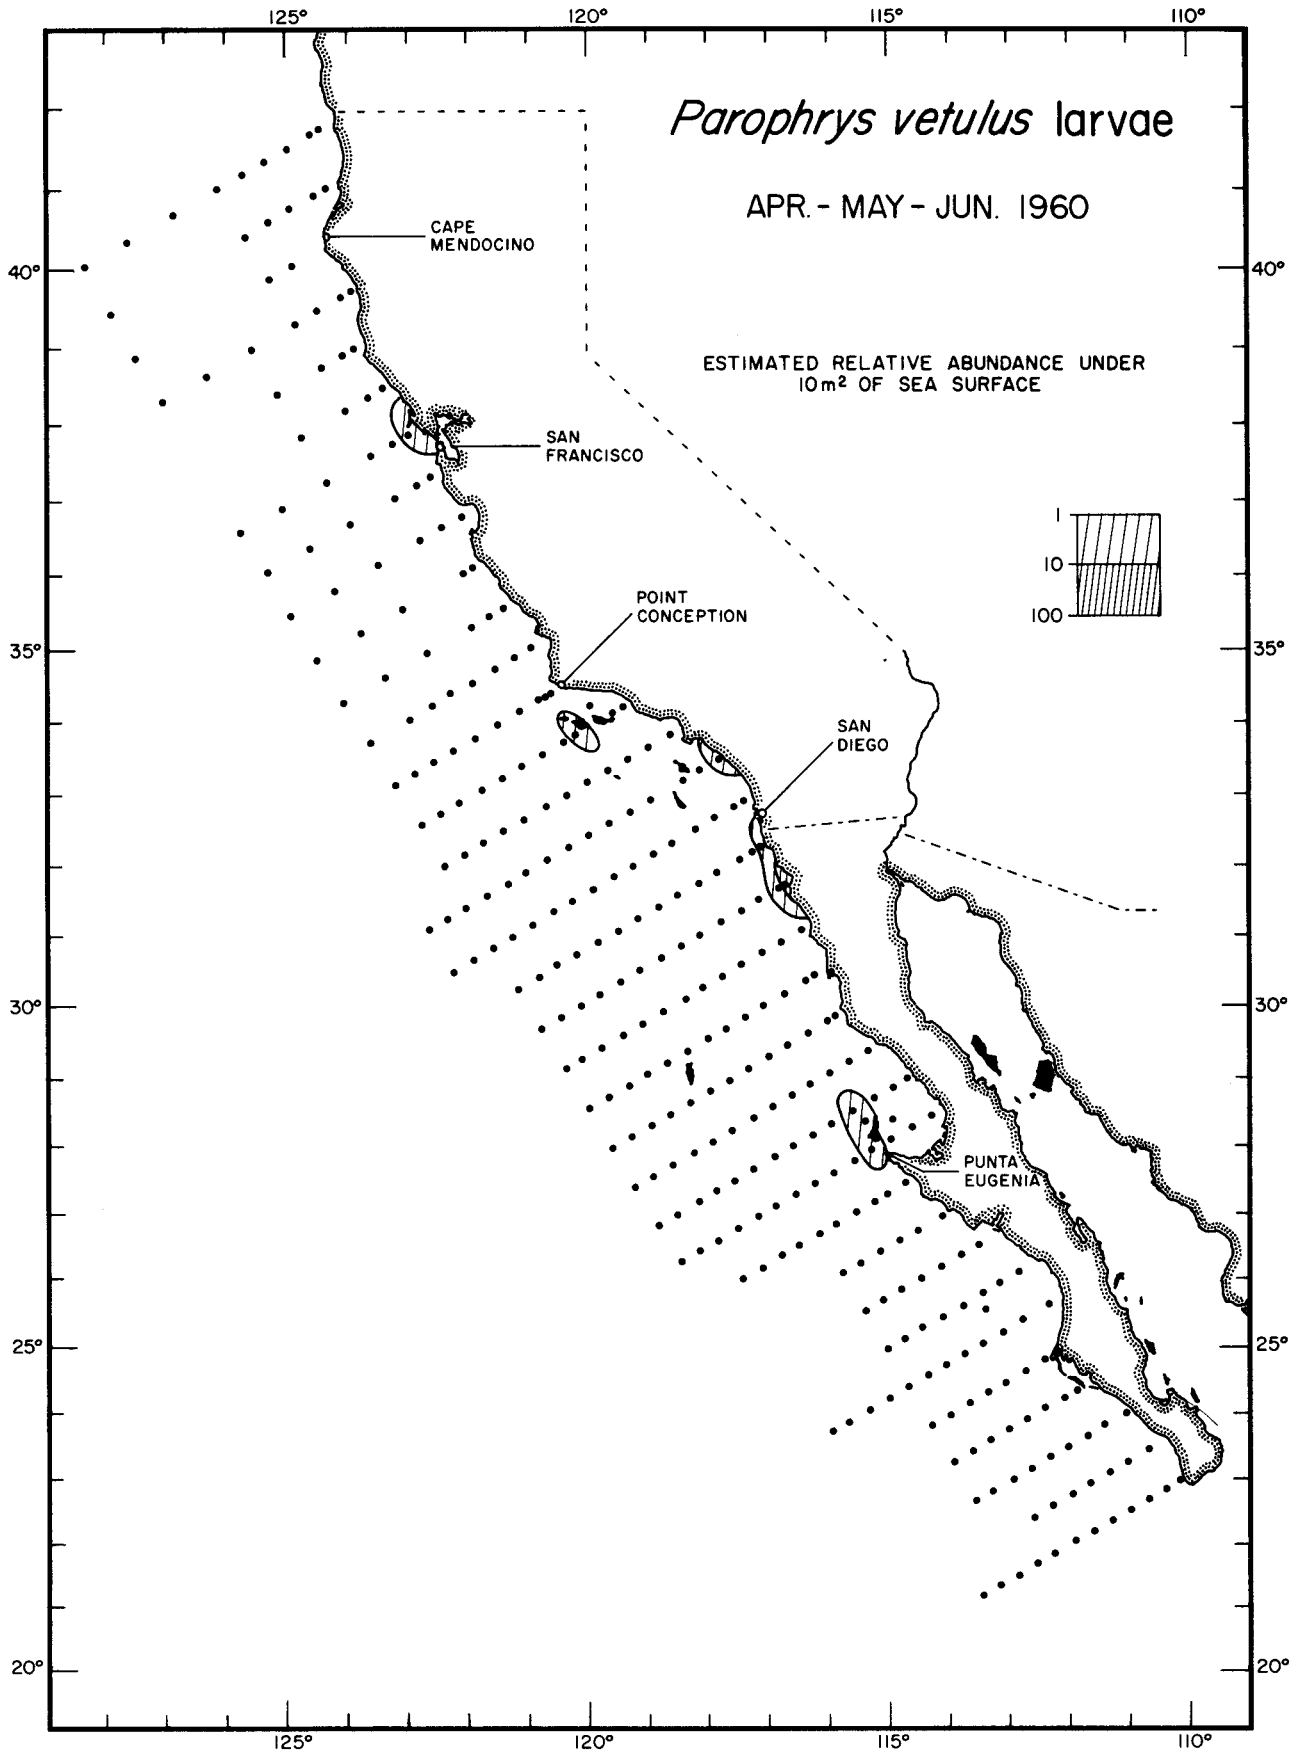 125° 120° 115° 110°
Parophrys vetulus larvae
APR. - MAY - JUN. 1960
CAPE
MENDOCINO
40° 40°
ESTIMATED RELATIVE ABUNDANCE UNDER
10m² OF SEA SURFACE
SAN
FRANCISCO
1
10
100
POINT
CONCEPTION
35° 35°
SAN
DIEGO
30° 30°
PUNTA
EUGENIA
25° 25°
20° 20°
125° 120° 115° 110°